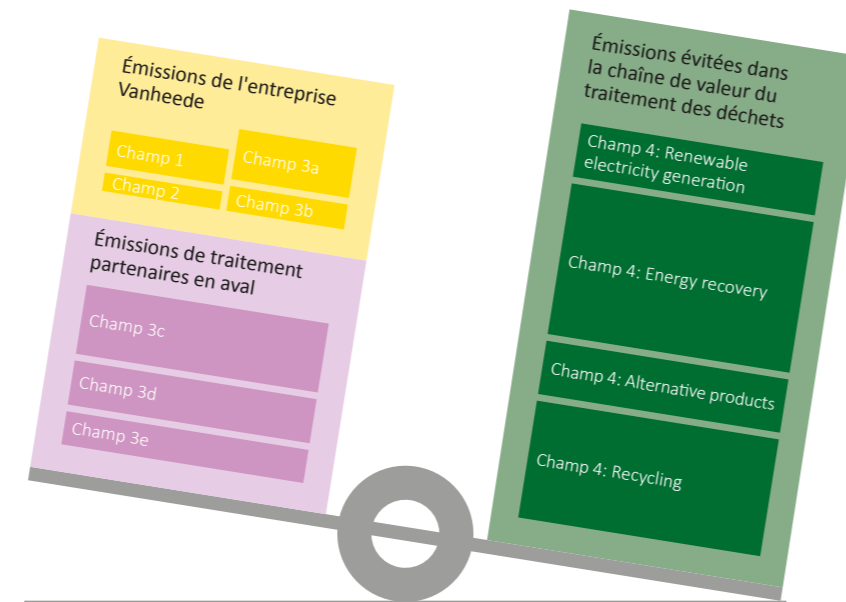 Émissions de l'entreprise
Vanheede
Champ 1
Champ 2
Champ 3a
Champ 3b
Émissions de traitement
partenaires en aval
Champ 3c
Champ 3d
Champ 3e
Émissions évitées dans
la chaîne de valeur du
traitement des déchets
Champ 4: Renewable
electricity generation
Champ 4: Energy recovery
Champ 4: Alternative products
Champ 4: Recycling